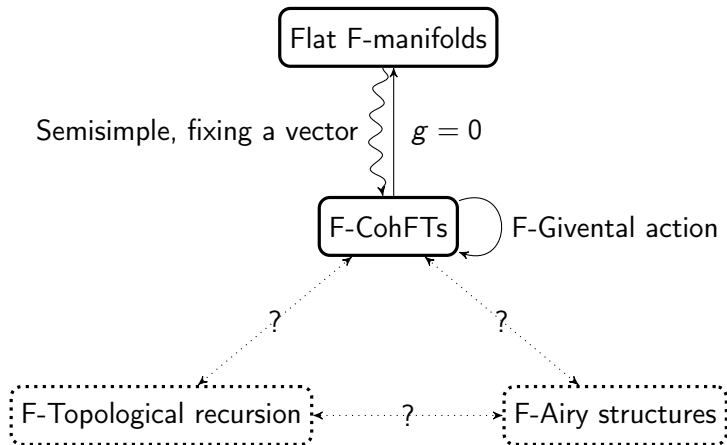 Flat F-manifolds
Semisimple, fixing a vector
g = 0
F-CohFTs
F-Givental action
?
?
F-Topological recursion
?
F-Airy structures